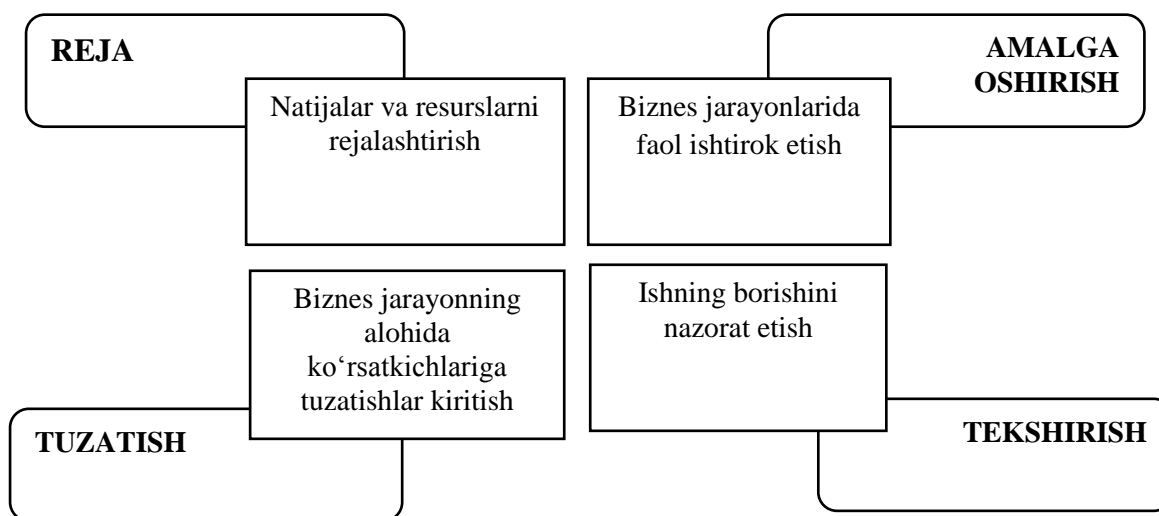 REJA
Natijalar va resurslarni
rejalashtirish
AMALGA
OSHIRISH
Biznes jarayonlarida
faol ishtirok etish
Biznes jarayonning
alohida
ko‘rsatkichlariga
tuzatishlar kiritish
TUZATISH
Ishning borishini
nazorat etish
TEKSHIRISH